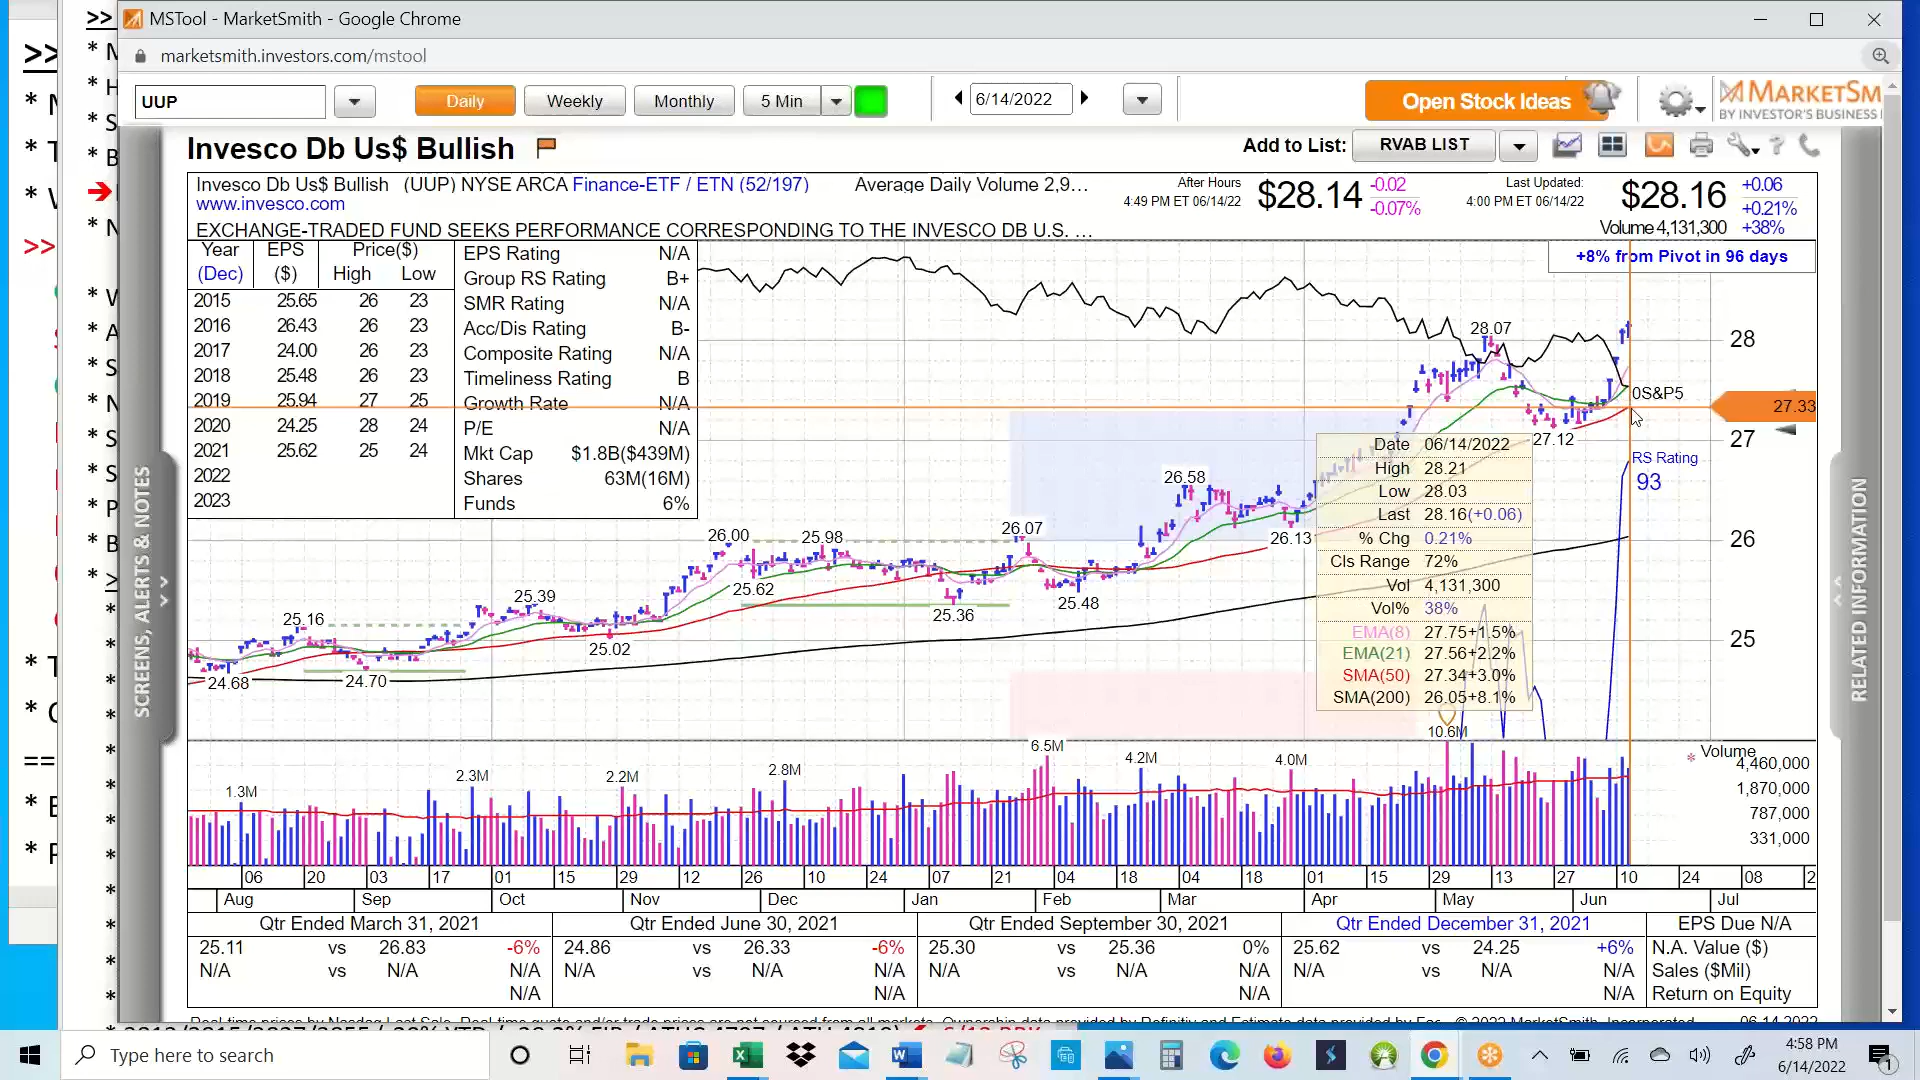 MSTool - MarketSmith - Google Chrome
marketsmith.investors.com/mstool
UUP
Daily
Weekly
Monthly
5 Min
6/14/2022
Open Stock Ideas
MARKETSM
BY INVESTOR'S BUSINESS
Invesco Db Us$ Bullish
Add to List:
RVAB LIST
Invesco Db Us$ Bullish (UUP) NYSE ARCA Finance-ETF / ETN (52/197) Average Daily Volume 2,9...
www.invesco.com
EXCHANGE-TRADED FUND SEEKS PERFORMANCE CORRESPONDING TO THE INVESCO DB U.S. ...
After Hours
4:49 PM ET 06/14/22
$28.14 -0.02
-0.07%
Last Updated:
4:00 PM ET 06/14/22
$28.16 +0.06
+0.21%
Volume 4,131,300 +38%
+8% from Pivot in 96 days
Year EPS Price($)
(Dec) ($) High Low
2015 25.65 26 23
2016 26.43 26 23
2017 24.00 26 23
2018 25.48 26 23
2019 25.94 27 25
2020 24.25 28 24
2021 25.62 25 24
2022
2023
EPS Rating N/A
Group RS Rating B+
SMR Rating N/A
Acc/Dis Rating B-
Composite Rating N/A
Timeliness Rating B
Growth Rate N/A
P/E N/A
Mkt Cap $1.8B($439M)
Shares 63M(16M)
Funds 6%
28.07
28
0S&P5
27.33
27
27.12
RS Rating
93
26.58
26.13
26.07
26.00
25.98
26
25.62
25.36
25.48
25.39
25.16
25.02
25
24.68
24.70
Date 06/14/2022
High 28.21
Low 28.03
Last 28.16(+0.06)
% Chg 0.21%
Cls Range 72%
Vol 4,131,300
Vol% 38%
EMA(8) 27.75+1.5%
EMA(21) 27.56+2.2%
SMA(50) 27.34+3.0%
SMA(200) 26.05+8.1%
10.6M
6.5M
4.2M
4.0M
2.8M
2.3M
2.2M
1.3M
* Volume
4,460,000
1,870,000
787,000
331,000
06 20 03 17 01 15 29 12 26 10 24 07 21 04 18 04 18 01 15 29 13 27 10 24 08 2
Aug Sep Oct Nov Dec Jan Feb Mar Apr May Jun Jul
Qtr Ended March 31, 2021 Qtr Ended June 30, 2021 Qtr Ended September 30, 2021 Qtr Ended December 31, 2021 EPS Due N/A
25.11 vs 26.83 -6% 24.86 vs 26.33 -6% 25.30 vs 25.36 0% 25.62 vs 24.25 +6% N.A. Value ($)
N/A vs N/A N/A N/A vs N/A N/A N/A vs N/A N/A N/A vs N/A N/A Sales ($Mil)
N/A N/A N/A N/A Return on Equity
SCREENS, ALERTS & NOTES
RELATED INFORMATION
Type here to search
4:58 PM
6/14/2022
1